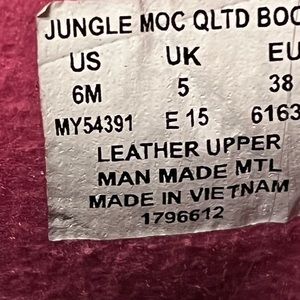 JUNGLE MOC QLTD BOO
US UK EU
6M 5 38
MY54391 E 15 6163
LEATHER UPPER
MAN MADE MTL
MADE IN VIETNAM
1796612